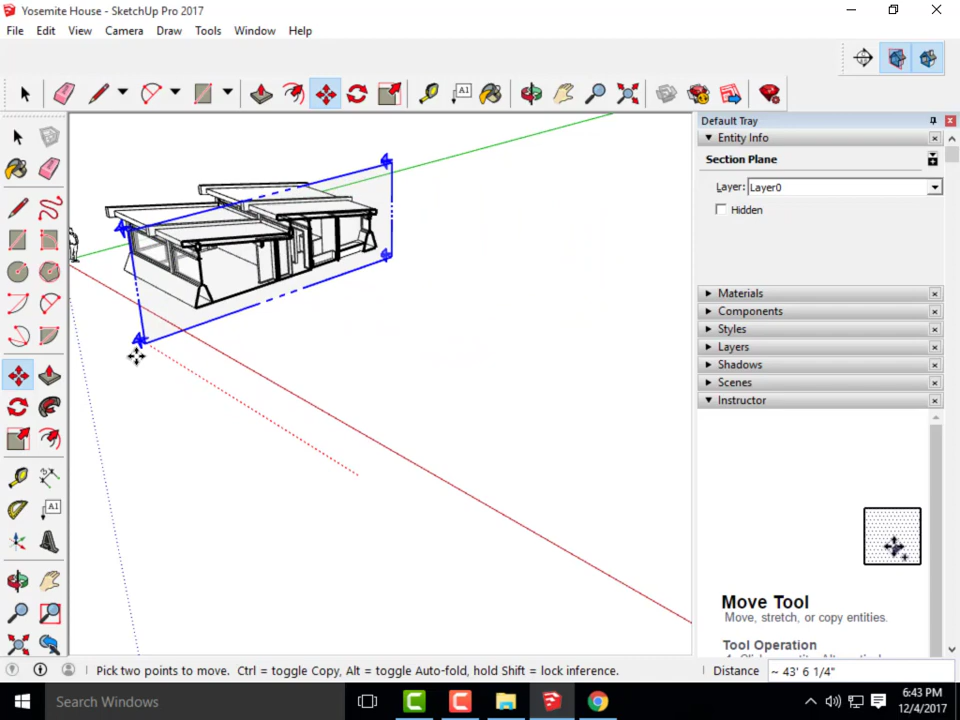 Yosemite House - SketchUp Pro 2017
File Edit View Camera Draw Tools Window Help
A1
Default Tray
Entity Info
Section Plane
Layer: Layer0
Hidden
Materials
Components
Styles
Layers
Shadows
Scenes
Instructor
A1
Move Tool
Move, stretch, or copy entities.
Tool Operation
Pick two points to move. Ctrl = toggle Copy, Alt = toggle Auto-fold, hold Shift = lock inference.
Distance ~ 43' 6 1/4"
Search Windows
6:43 PM
12/4/2017